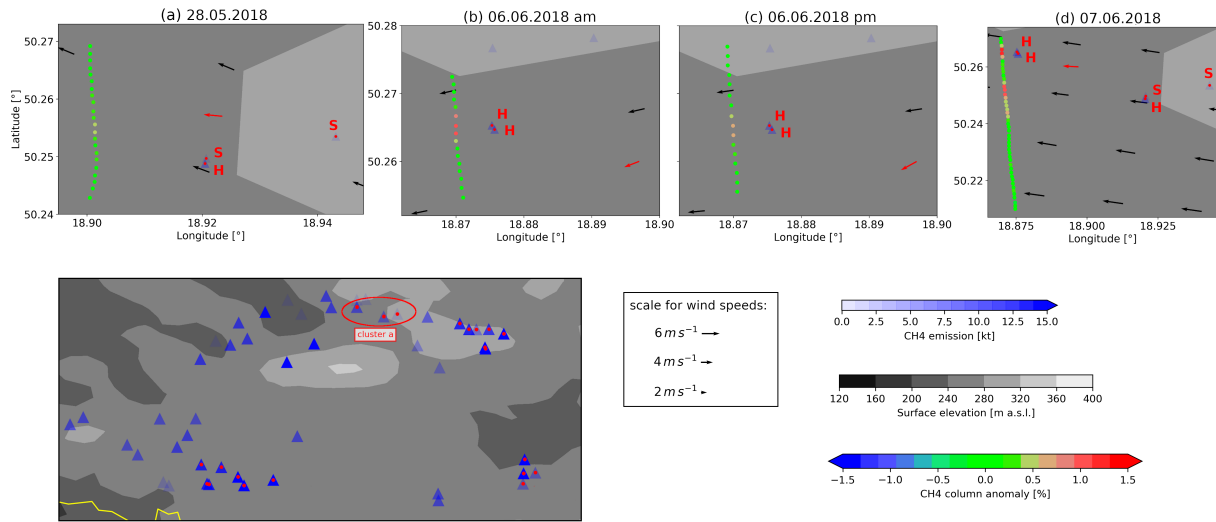 (a) 28.05.2018
(b) 06.06.2018 am
(c) 06.06.2018 pm
(d) 07.06.2018
Latitude [°]
50.27
50.26
50.25
50.24
S
S
H
18.90
18.92
18.94
Longitude [°]
50.28
50.27
50.26
H
H
18.87
18.88
18.89
18.90
Longitude [°]
H
H
18.87
18.88
18.89
18.90
Longitude [°]
50.26
50.24
50.22
H
H
S
H
S
18.875
18.900
18.925
Longitude [°]
cluster a
scale for wind speeds:
6 m s⁻¹
4 m s⁻¹
2 m s⁻¹
0.0 2.5 5.0 7.5 10.0 12.5 15.0
CH4 emission [kt]
120 160 200 240 280 320 360 400
Surface elevation [m a.s.l.]
−1.5 −1.0 −0.5 0.0 0.5 1.0 1.5
CH4 column anomaly [%]